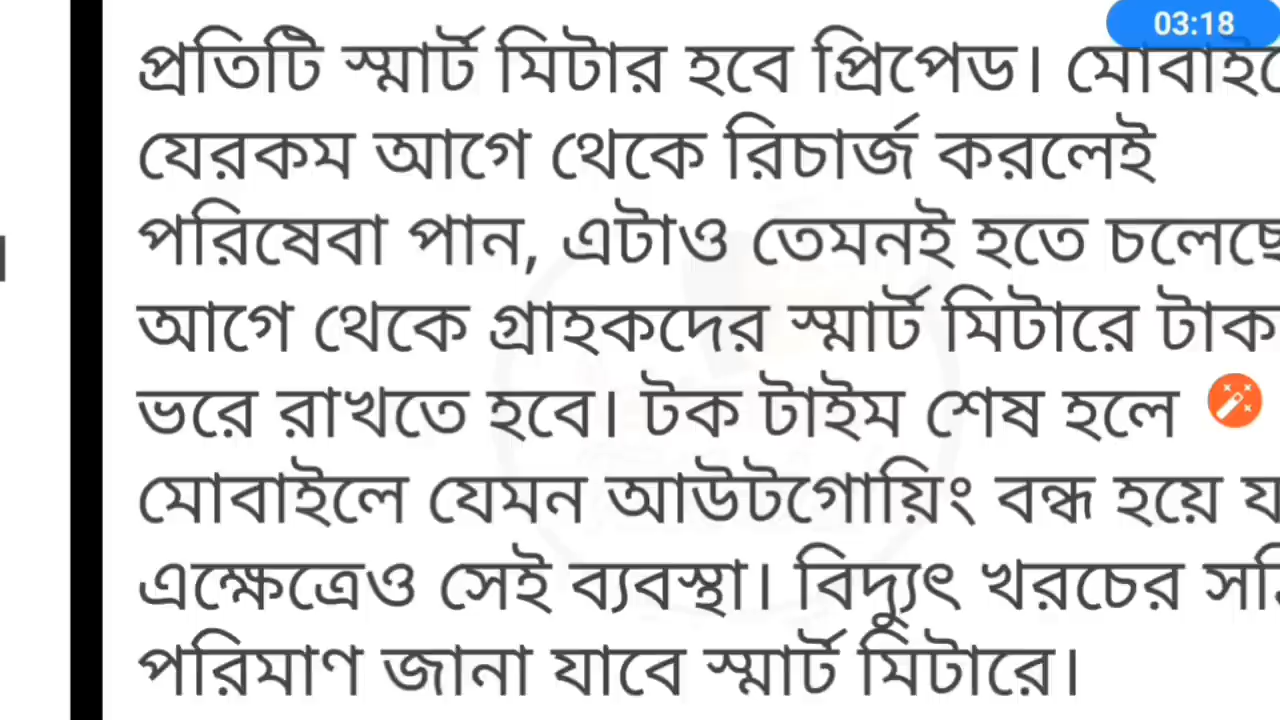 03:18
প্রতিটি স্মার্ট মিটার হবে প্রিপেড।
যেরকম আগে থেকে রিচার্জ করলেই
পরিষেবা পান, এটাও তেমনই হতে চলেছে
আগে থেকে গ্রাহকদের স্মার্ট মিটারে টাক
ভরে রাখতে হবে। টক টাইম শেষ হলে
মোবাইলে যেমন আউটগোয়িং বন্ধ হয়ে য
এক্ষেত্রেও সেই ব্যবস্থা। বিদ্যুৎ খরচের
পরিমাণ জানা যাবে স্মার্ট মিটারে।